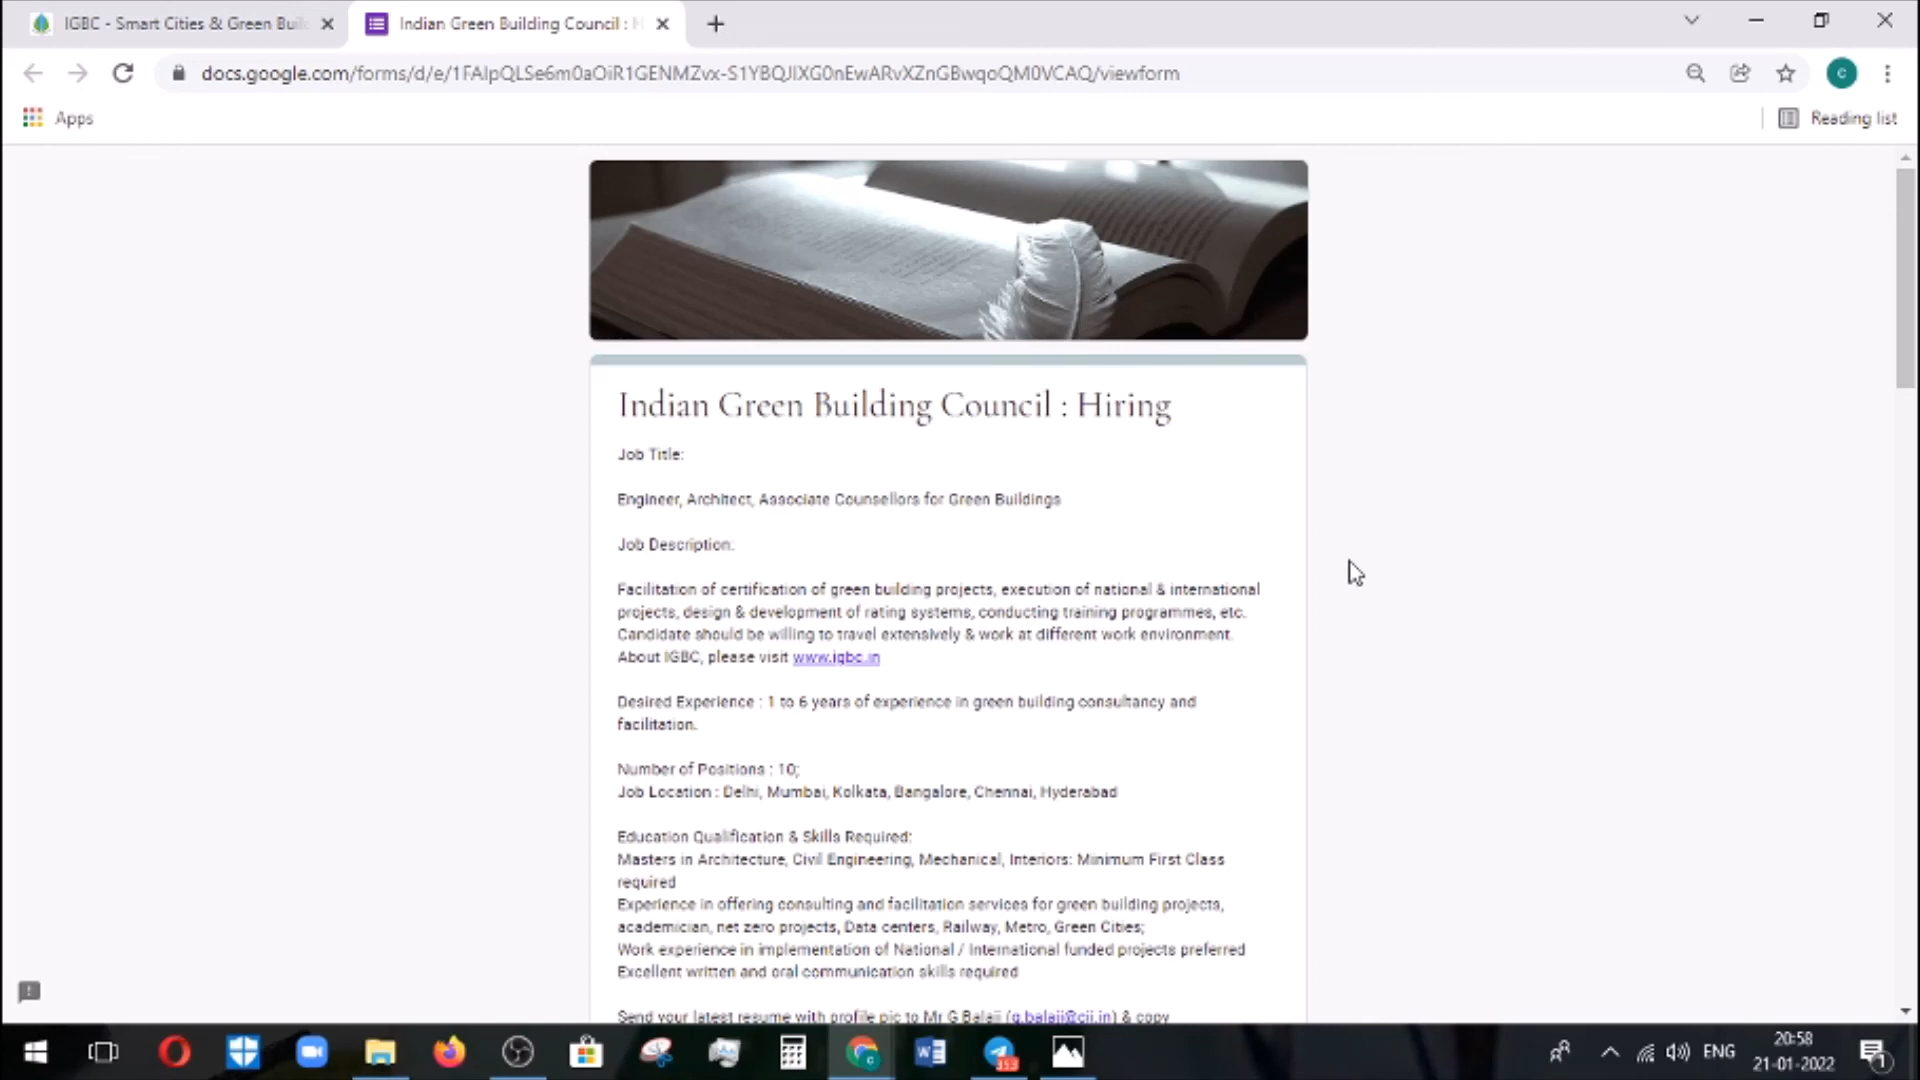 IGBC - Smart Cities & Green Buil
Indian Green Building Council : H
docs.google.com/forms/d/e/1FAIpQLSe6m0aOiR1GENMZvx-S1YBQJIXG0nEwARvXZnGBwqoQM0VCAQ/viewform
Apps
Reading list
Indian Green Building Council : Hiring
Job Title:
Engineer, Architect, Associate Counsellors for Green Buildings
Job Description:
Facilitation of certification of green building projects, execution of national & international
projects, design & development of rating systems, conducting training programmes, etc.
Candidate should be willing to travel extensively & work at different work environment.
About IGBC, please visit www.igbc.in
Desired Experience : 1 to 6 years of experience in green building consultancy and
facilitation.
Number of Positions : 10;
Job Location : Delhi, Mumbai, Kolkata, Bangalore, Chennai, Hyderabad
Education Qualification & Skills Required:
Masters in Architecture, Civil Engineering, Mechanical, Interiors: Minimum First Class
required
Experience in offering consulting and facilitation services for green building projects,
academician, net zero projects, Data centers, Railway, Metro, Green Cities;
Work experience in implementation of National / International funded projects preferred
Excellent written and oral communication skills required
Send your latest resume with profile pic to Mr G Balaji (g.balaji@cii.in) & copy
353
ENG
20:58
21-01-2022
1